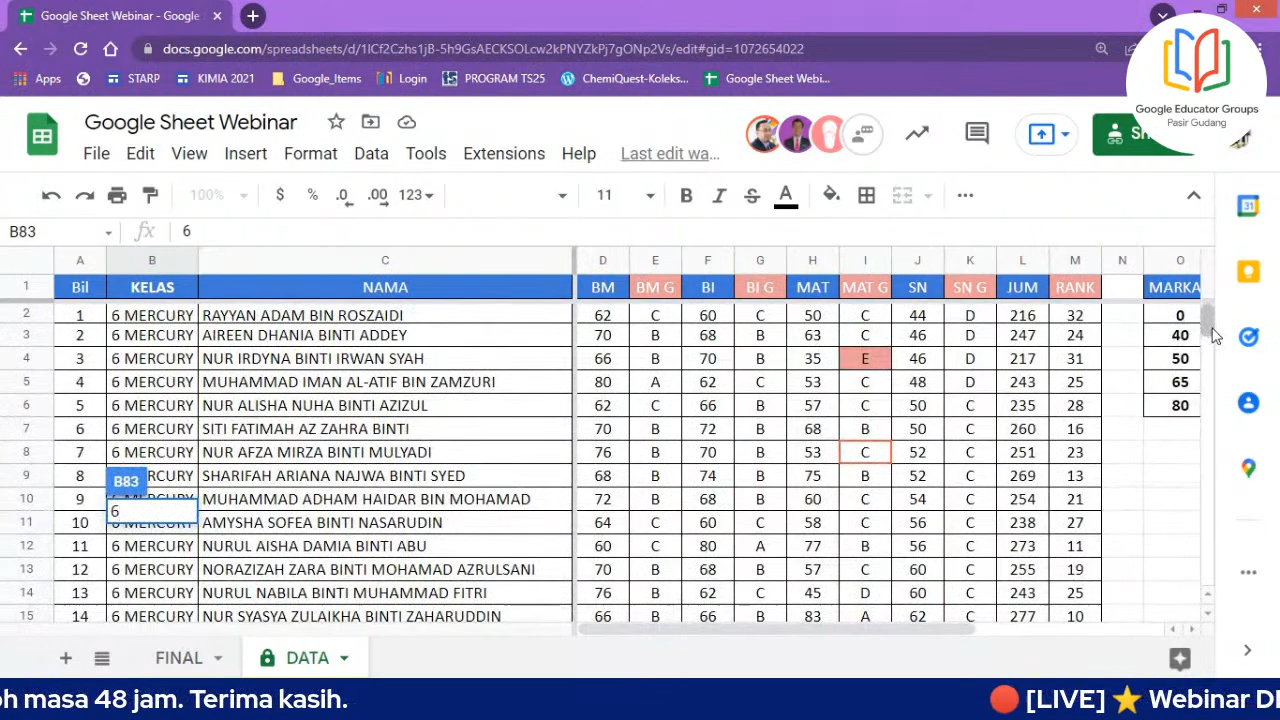 Google Sheet Webinar - Google
docs.google.com/spreadsheets/d/1ICf2Czhs1jB-5h9GsAECKSOLcw2kPNYZkPj7gONp2Vs/edit#gid=1072654022
Apps STARP KIMIA 2021 Google_Items Login PROGRAM TS25 ChemiQuest-Koleks... Google Sheet Webi...
Google Educator Groups
Pasir Gudang
Google Sheet Webinar
File Edit View Insert Format Data Tools Extensions Help Last edit wa...
100% $ % .0 .00 123 11 B I S A
B83 fx 6
A B C D E F G H I J K L M N O
1 Bil KELAS NAMA BM BM G BI BI G MAT MAT G SN SN G JUM RANK MARKA
2 1 6 MERCURY RAYYAN ADAM BIN ROSZAIDI 62 C 60 C 50 C 44 D 216 32 0
3 2 6 MERCURY AIREEN DHANIA BINTI ADDEY 70 B 68 B 63 C 46 D 247 24 40
4 3 6 MERCURY NUR IRDYNA BINTI IRWAN SYAH 66 B 70 B 35 E 46 D 217 31 50
5 4 6 MERCURY MUHAMMAD IMAN AL-ATIF BIN ZAMZURI 80 A 62 C 53 C 48 D 243 25 65
6 5 6 MERCURY NUR ALISHA NUHA BINTI AZIZUL 62 C 66 B 57 C 50 C 235 28 80
7 6 6 MERCURY SITI FATIMAH AZ ZAHRA BINTI 70 B 72 B 68 B 50 C 260 16
8 7 6 MERCURY NUR AFZA MIRZA BINTI MULYADI 76 B 70 B 53 C 52 C 251 23
9 8 B83 RCURY SHARIFAH ARIANA NAJWA BINTI SYED 68 B 74 B 75 B 52 C 269 13
10 9 6 MUHAMMAD ADHAM HAIDAR BIN MOHAMAD 72 B 68 B 60 C 54 C 254 21
11 10 6 MERCURY AMYSHA SOFEA BINTI NASARUDIN 64 C 60 C 58 C 56 C 238 27
12 11 6 MERCURY NURUL AISHA DAMIA BINTI ABU 60 C 80 A 77 B 56 C 273 11
13 12 6 MERCURY NORAZIZAH ZARA BINTI MOHAMAD AZRULSANI 70 B 68 B 57 C 60 C 255 19
14 13 6 MERCURY NURUL NABILA BINTI MUHAMMAD FITRI 76 B 62 C 45 D 60 C 243 25
15 14 6 MERCURY NUR SYASYA ZULAIKHA BINTI ZAHARUDDIN 66 B 66 B 83 A 62 C 277 10
FINAL DATA
oh masa 48 jam. Terima kasih. [LIVE] Webinar